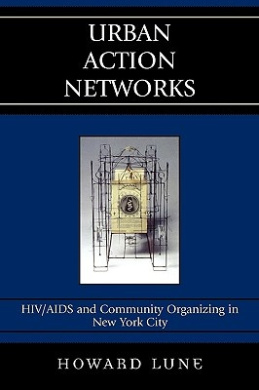 URBAN
ACTION
NETWORKS
HIV/AIDS and Community Organizing in
New York City
HOWARD LUNE